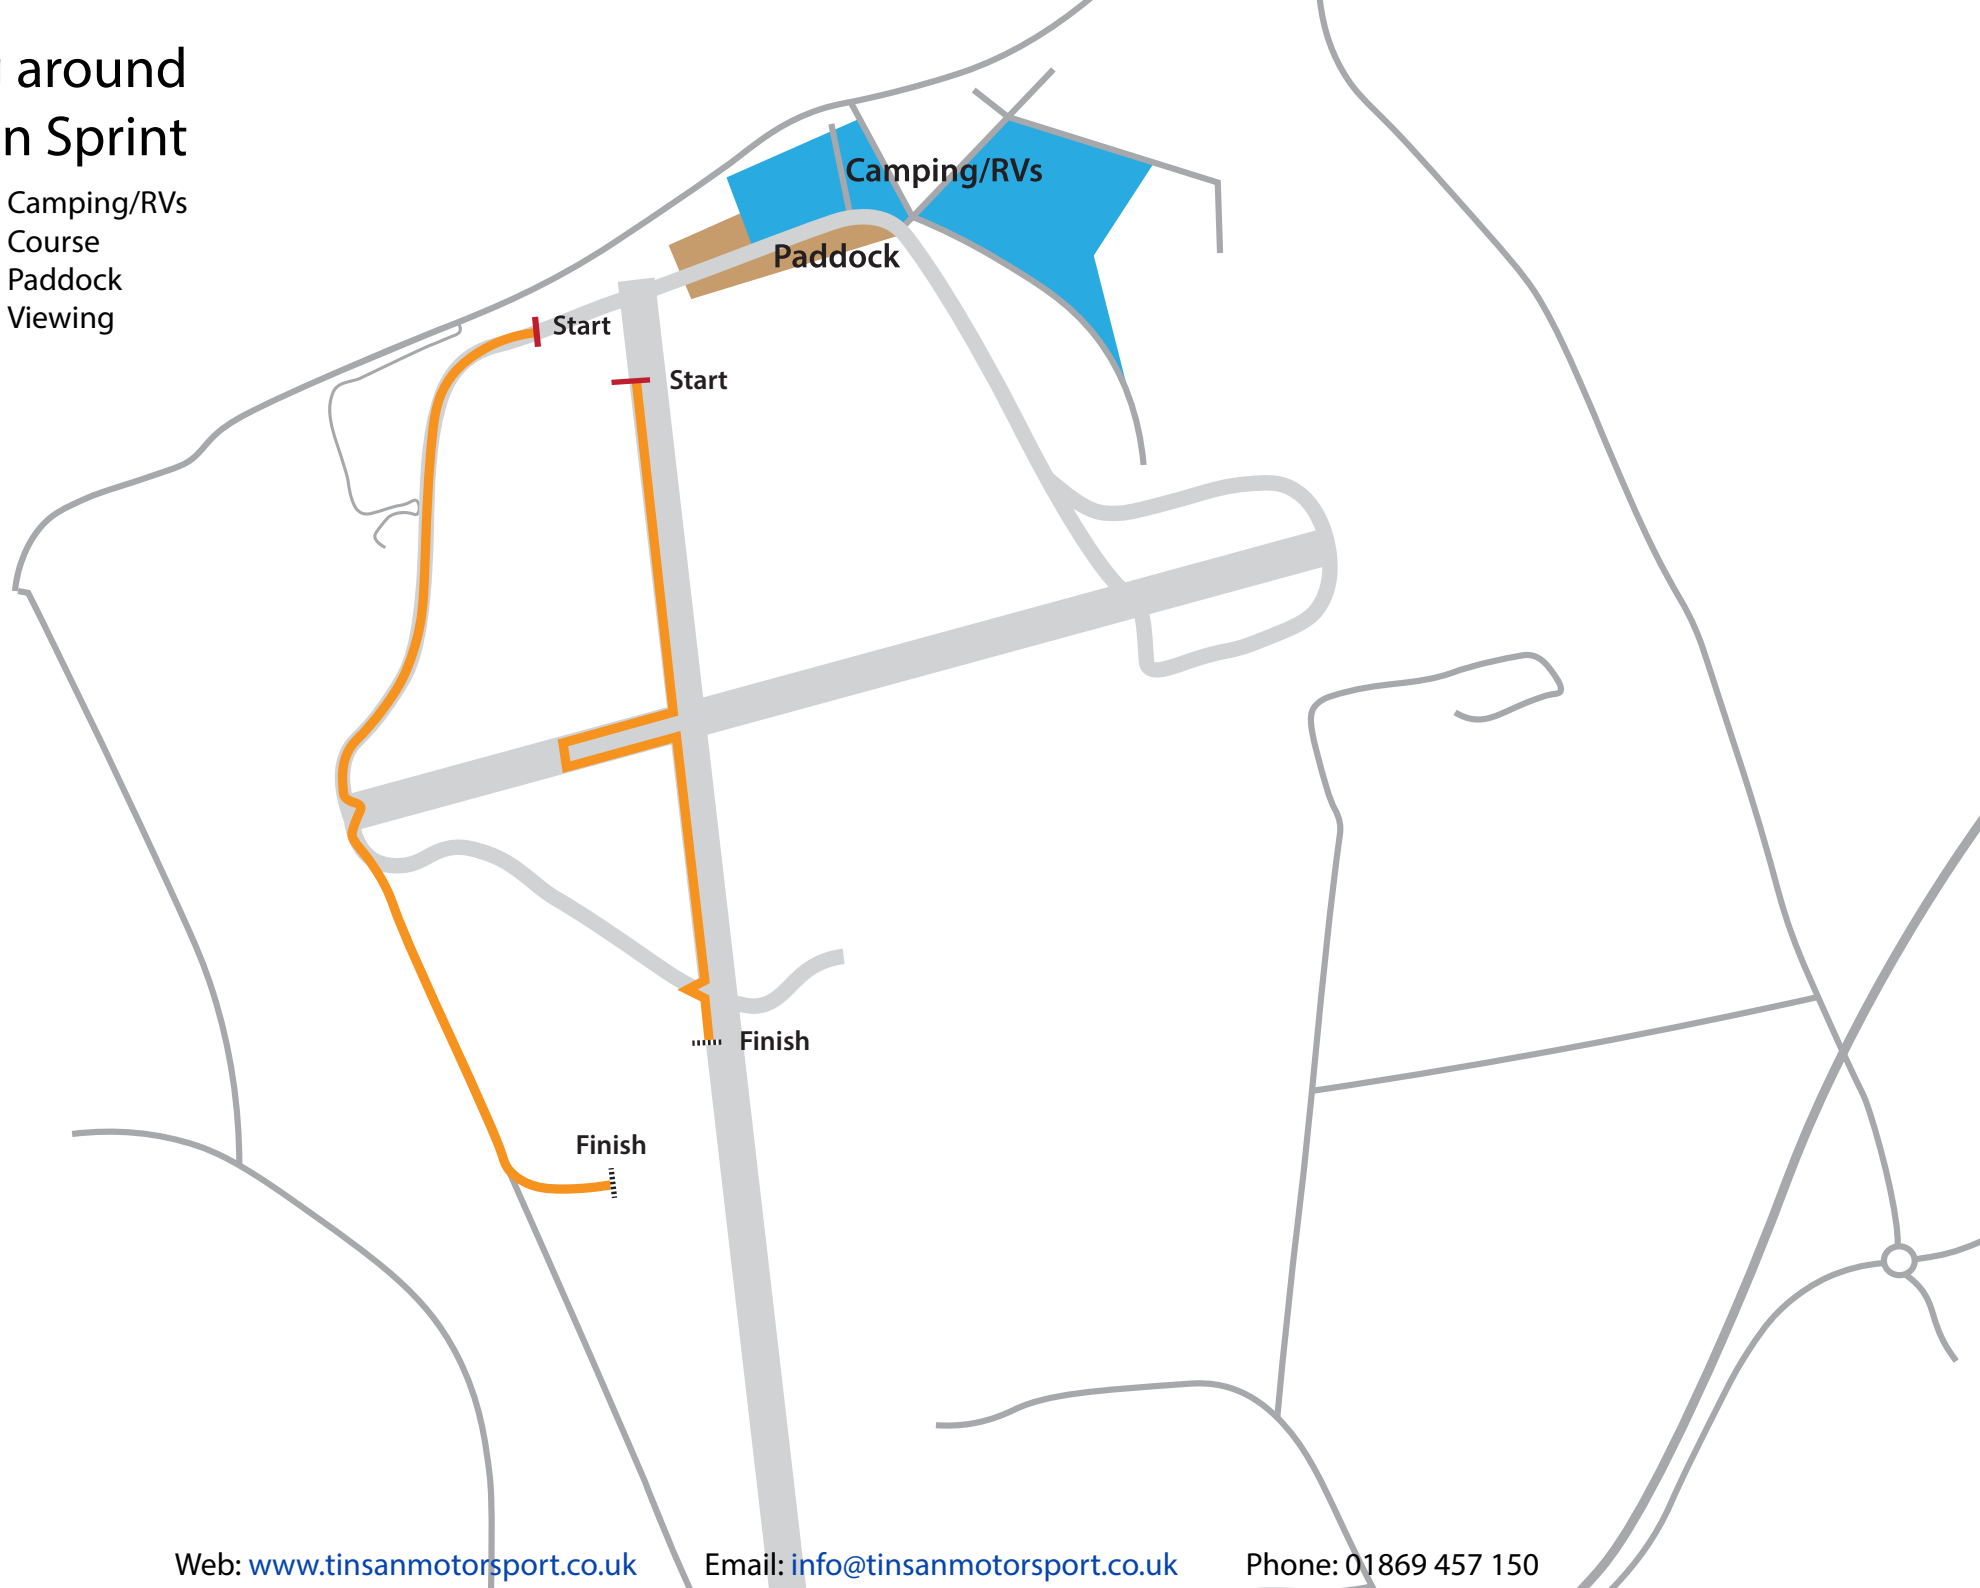 around
n Sprint
Camping/RVs
Course
Paddock
Viewing
Camping/RVs
Paddock
Start
Start
Finish
Finish
Web: www.tinsanmotorsport.co.uk Email: info@tinsanmotorsport.co.uk Phone: 01869 457 150